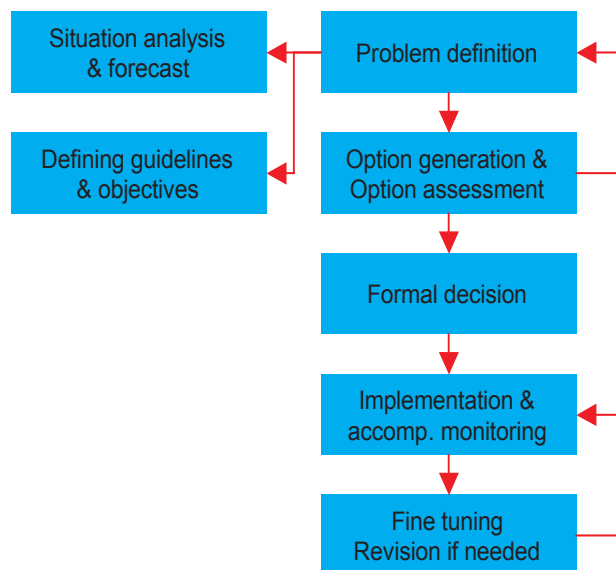 Situation analysis
& forecast
Problem definition
Defining guidelines
& objectives
Option generation &
Option assessment
Formal decision
Implementation &
accomp. monitoring
Fine tuning
Revision if needed